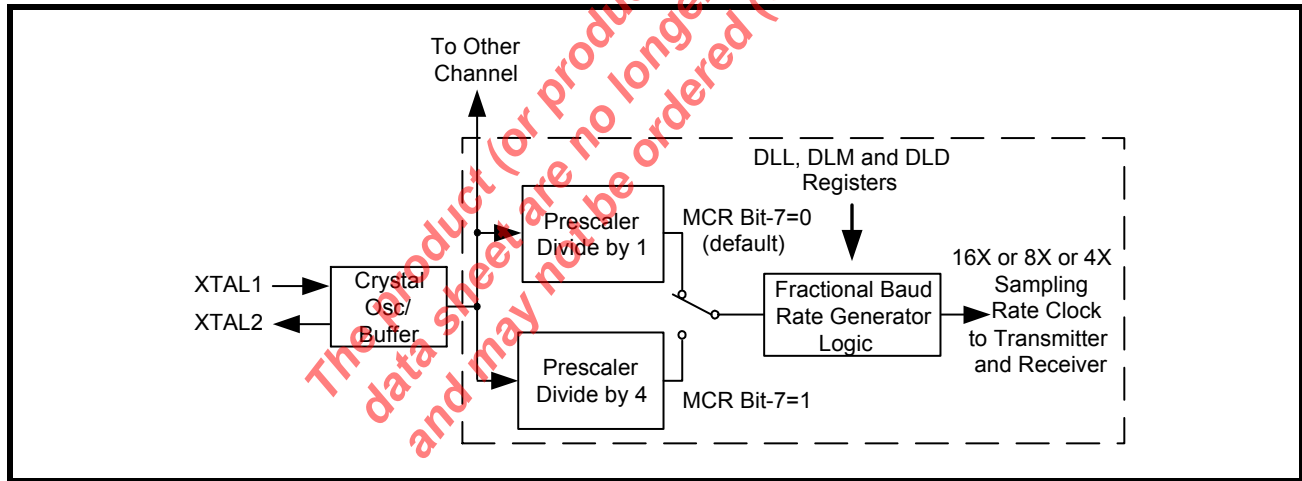 To Other
Channel
DLL, DLM and DLD
Registers
Prescaler
Divide by 1
MCR Bit-7=0
(default)
16X or 8X or 4X
Sampling
Rate Clock
to Transmitter
and Receiver
XTAL1
XTAL2
Crystal
Osc/
Buffer
Fractional Baud
Rate Generator
Logic
Prescaler
Divide by 4
MCR Bit-7=1
The product (or produc
data sheet are no longe
and may not be ordered (